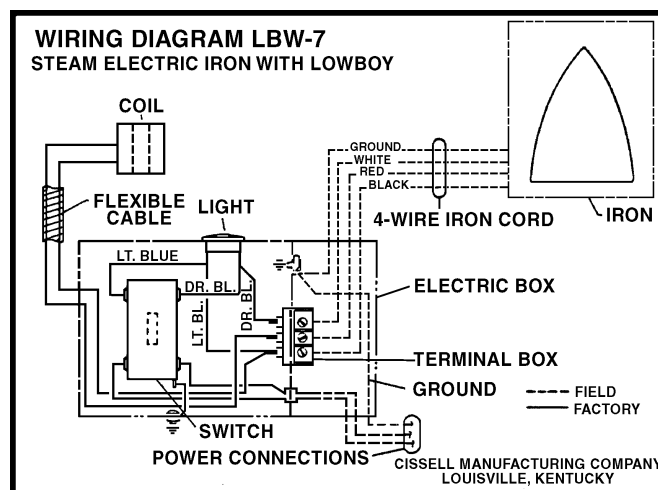 WIRING DIAGRAM LBW-7
STEAM ELECTRIC IRON WITH LOWBOY
COIL
GROUND
WHITE
RED
BLACK
FLEXIBLE
CABLE
LIGHT
4-WIRE IRON CORD
IRON
LT. BLUE
DR. BL.
LT. BL.
DR. BL.
ELECTRIC BOX
TERMINAL BOX
GROUND
FIELD
FACTORY
SWITCH
POWER CONNECTIONS
CISSELL MANUFACTURING COMPANY
LOUISVILLE, KENTUCKY